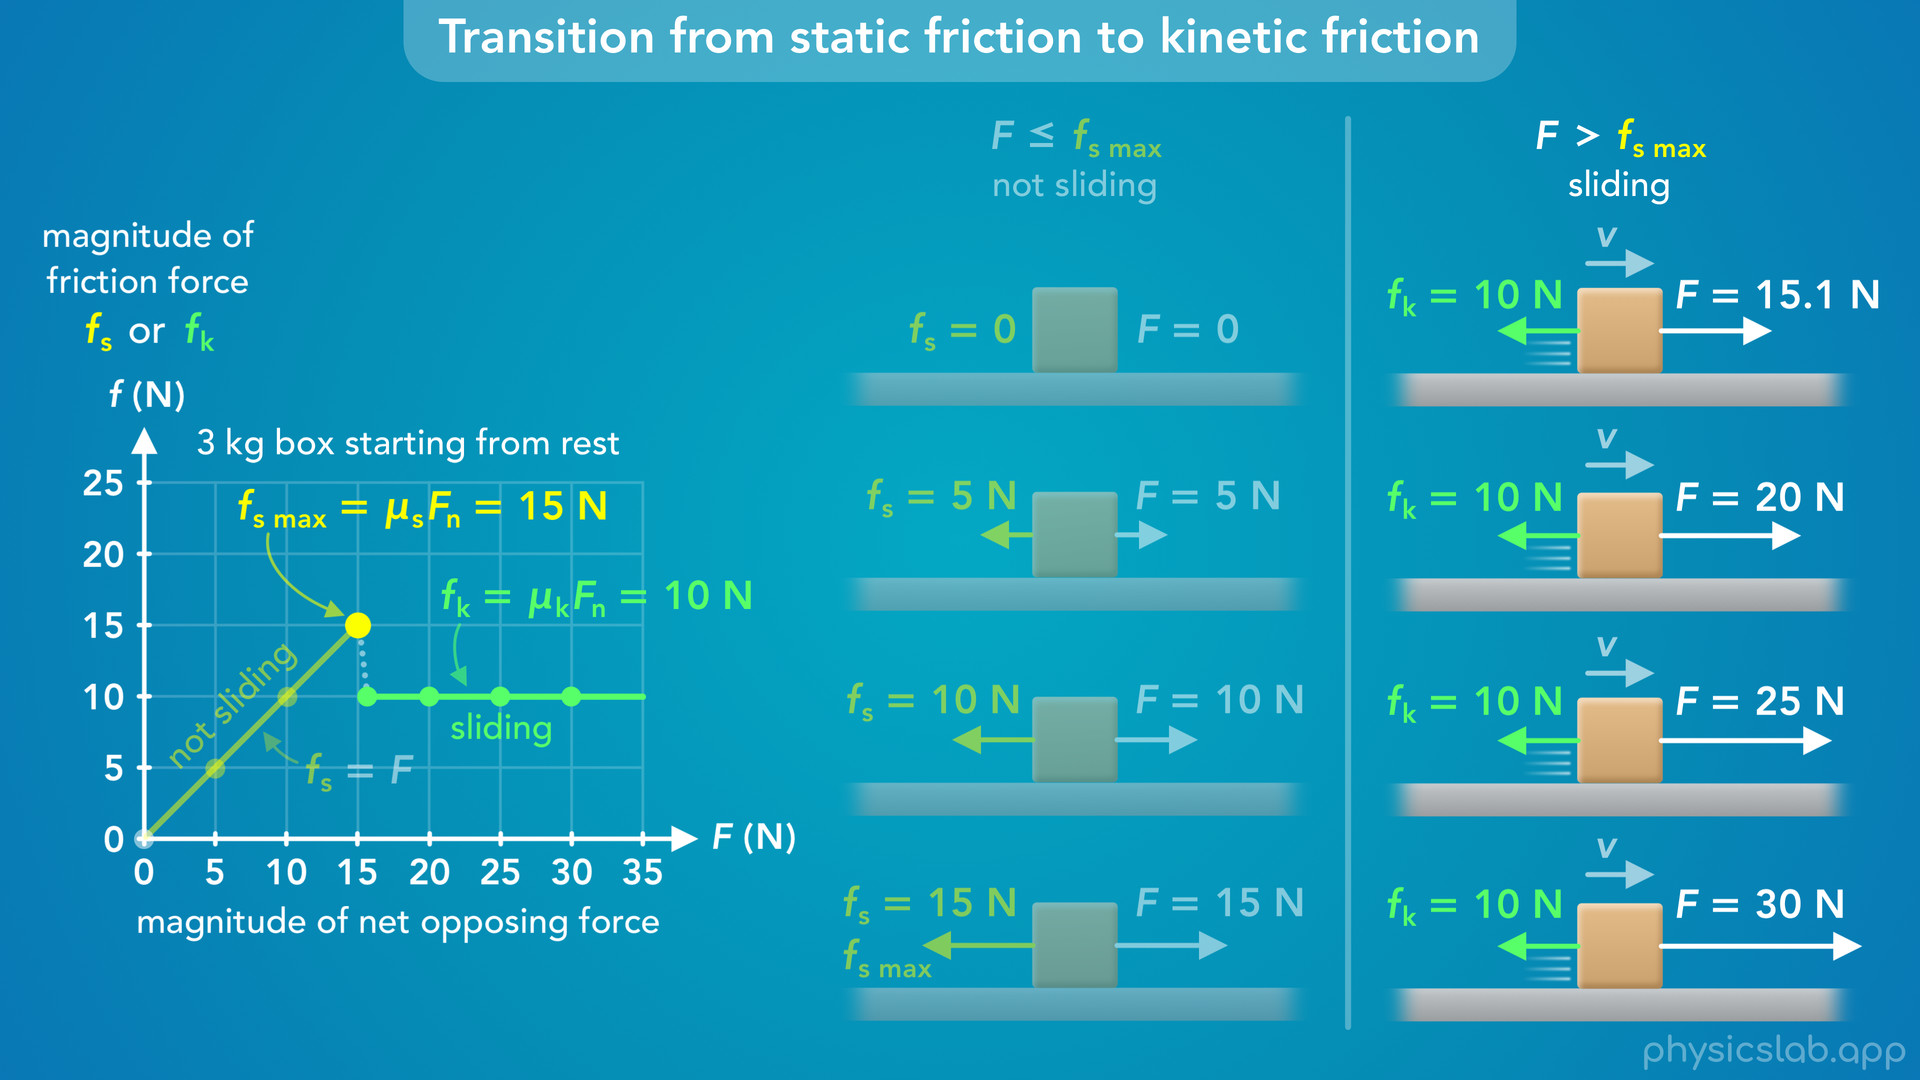 Transition from static friction to kinetic friction
magnitude of
friction force
fs or fk
f (N)
3 kg box starting from rest
25
20
15
10
5
0
fs max = μsFn = 15 N
fk = μkFn = 10 N
not sliding
sliding
fs = F
0 5 10 15 20 25 30 35
F (N)
magnitude of net opposing force
F ≤ fs max
not sliding
fs = 0 F = 0
fs = 5 N F = 5 N
fs = 10 N F = 10 N
fs = 15 N F = 15 N
fs max
F > fs max
sliding
v
fk = 10 N F = 15.1 N
v
fk = 10 N F = 20 N
v
fk = 10 N F = 25 N
v
fk = 10 N F = 30 N
physicslab.app